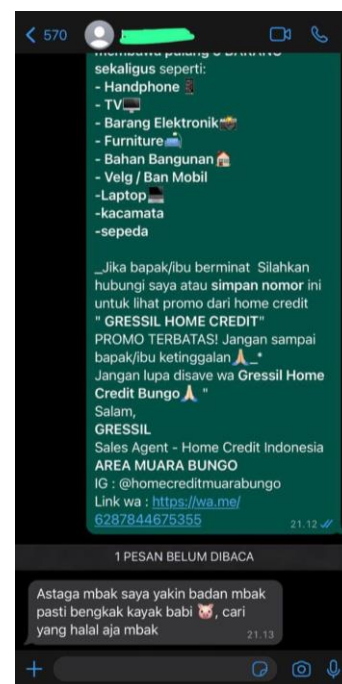 570
membawa pulang 3 BARANG
sekaligus seperti:
- Handphone📱
- TV🖥️
- Barang Elektronik📸
- Furniture🛋️
- Bahan Bangunan🏠
- Velg / Ban Mobil
-Laptop💻
-kacamata
-sepeda
_Jika bapak/ibu berminat Silahkan
hubungi saya atau simpan nomor ini
untuk lihat promo dari home credit
" GRESSIL HOME CREDIT"
PROMO TERBATAS! Jangan sampai
bapak/ibu ketinggalan🙏_*
Jangan lupa disave wa Gressil Home
Credit Bungo🙏 "
Salam,
GRESSIL
Sales Agent - Home Credit Indonesia
AREA MUARA BUNGO
IG : @homecreditmuarabungo
Link wa : https://wa.me/
6287844675355
21.12
1 PESAN BELUM DIBACA
Astaga mbak saya yakin badan mbak
pasti bengkak kayak babi 🐷, cari
yang halal aja mbak
21.13